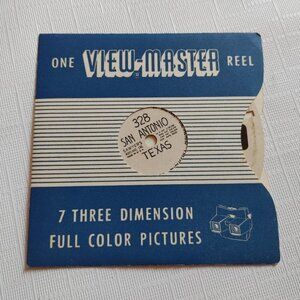 ONE VIEW-MASTER REEL
328
SAN ANTONIO
TEXAS
7 THREE DIMENSION
FULL COLOR PICTURES